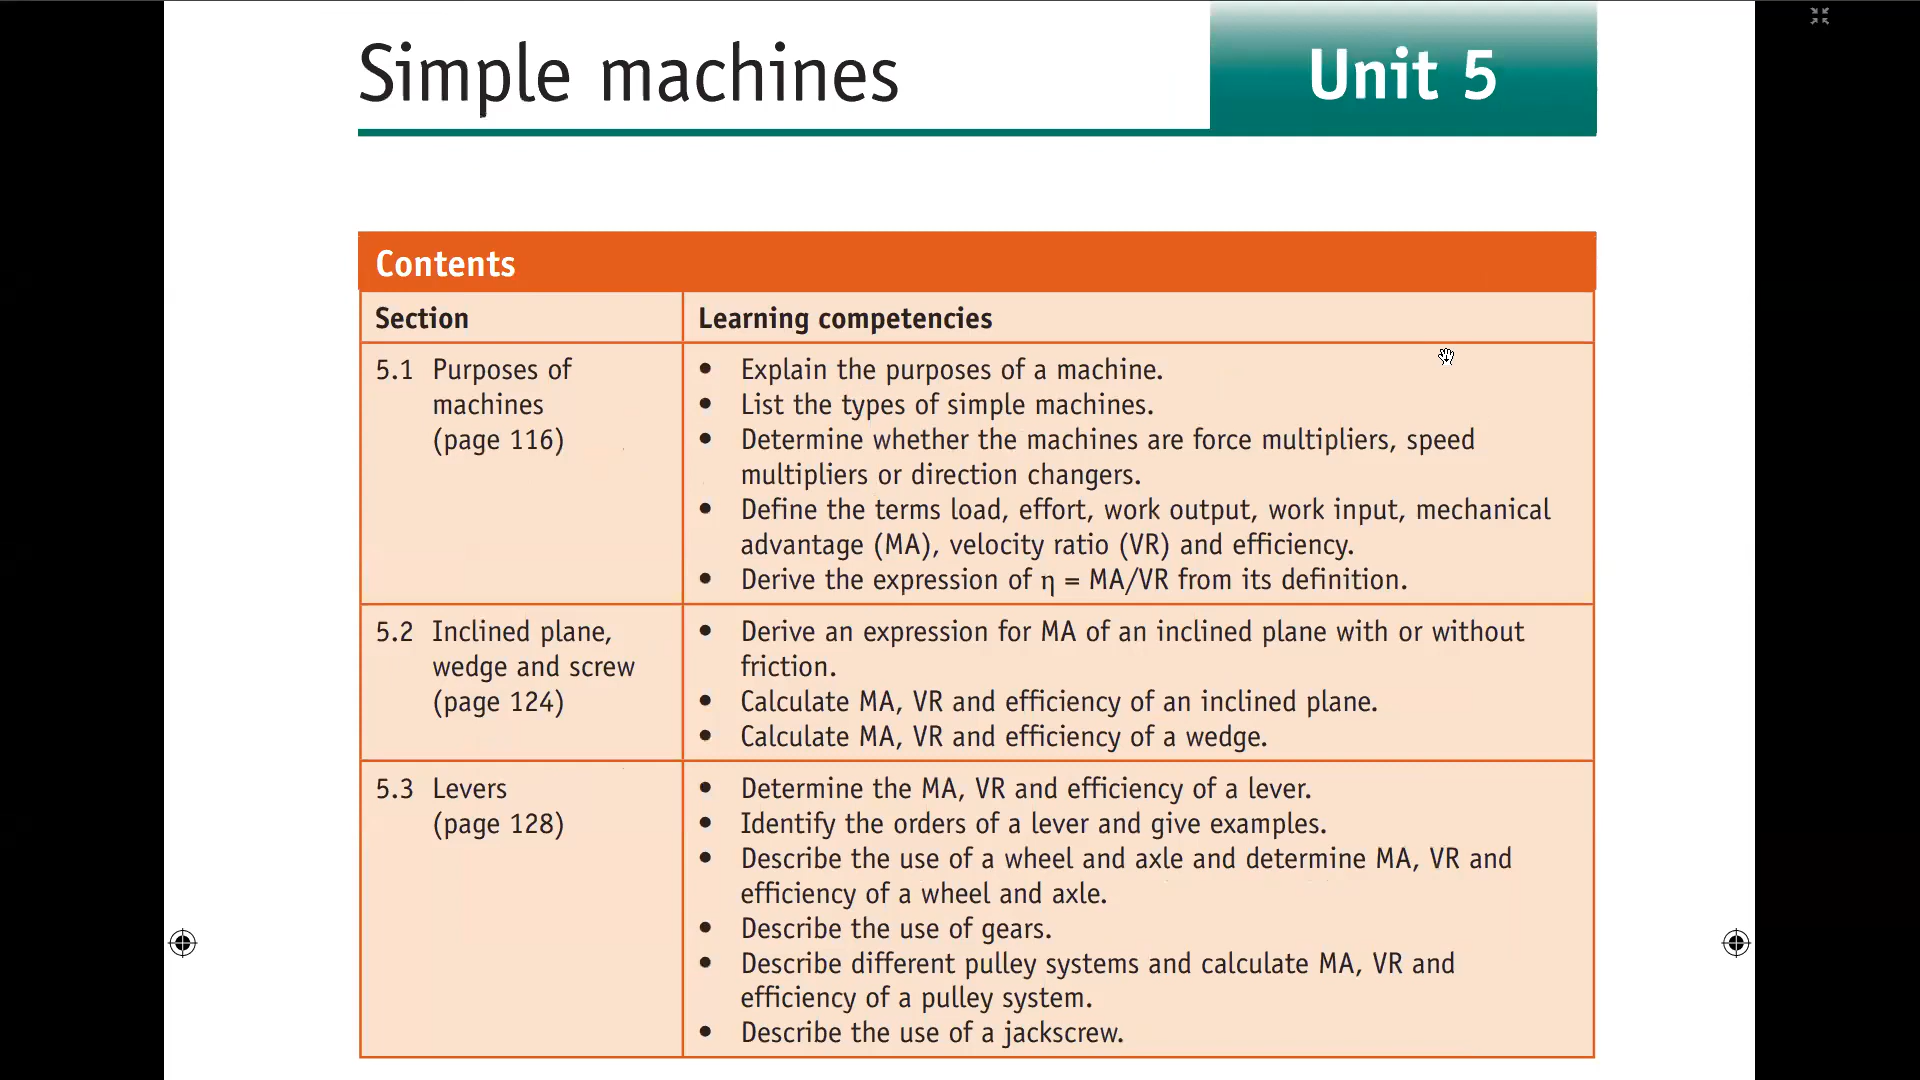 Simple machines
Unit 5
Contents
Section
Learning competencies
5.1 Purposes of
machines
(page 116)
• Explain the purposes of a machine.
• List the types of simple machines.
• Determine whether the machines are force multipliers, speed
multipliers or direction changers.
• Define the terms load, effort, work output, work input, mechanical
advantage (MA), velocity ratio (VR) and efficiency.
• Derive the expression of η = MA/VR from its definition.
5.2 Inclined plane,
wedge and screw
(page 124)
• Derive an expression for MA of an inclined plane with or without
friction.
• Calculate MA, VR and efficiency of an inclined plane.
• Calculate MA, VR and efficiency of a wedge.
5.3 Levers
(page 128)
• Determine the MA, VR and efficiency of a lever.
• Identify the orders of a lever and give examples.
• Describe the use of a wheel and axle and determine MA, VR and
efficiency of a wheel and axle.
• Describe the use of gears.
• Describe different pulley systems and calculate MA, VR and
efficiency of a pulley system.
• Describe the use of a jackscrew.